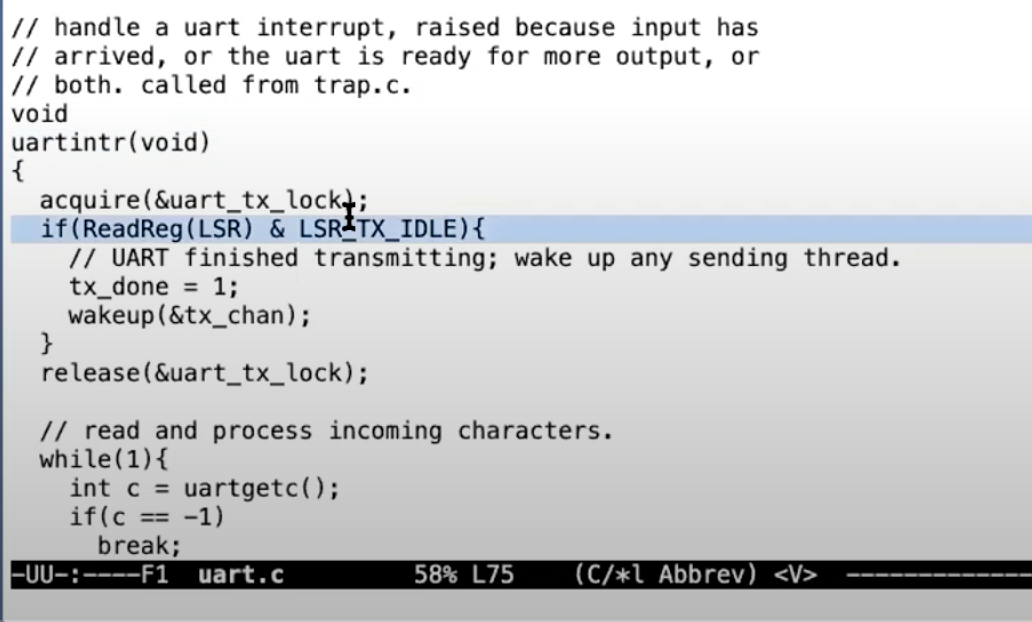 // handle a uart interrupt, raised because input has
// arrived, or the uart is ready for more output, or
// both. called from trap.c.
void
uartintr(void)
{
  acquire(&uart_tx_lock);
  if(ReadReg(LSR) & LSR_TX_IDLE){
    // UART finished transmitting; wake up any sending thread.
    tx_done = 1;
    wakeup(&tx_chan);
  }
  release(&uart_tx_lock);

  // read and process incoming characters.
  while(1){
    int c = uartgetc();
    if(c == -1)
      break;
-UU-:----F1  uart.c         58% L75    (C/*l Abbrev) <V>  -------------